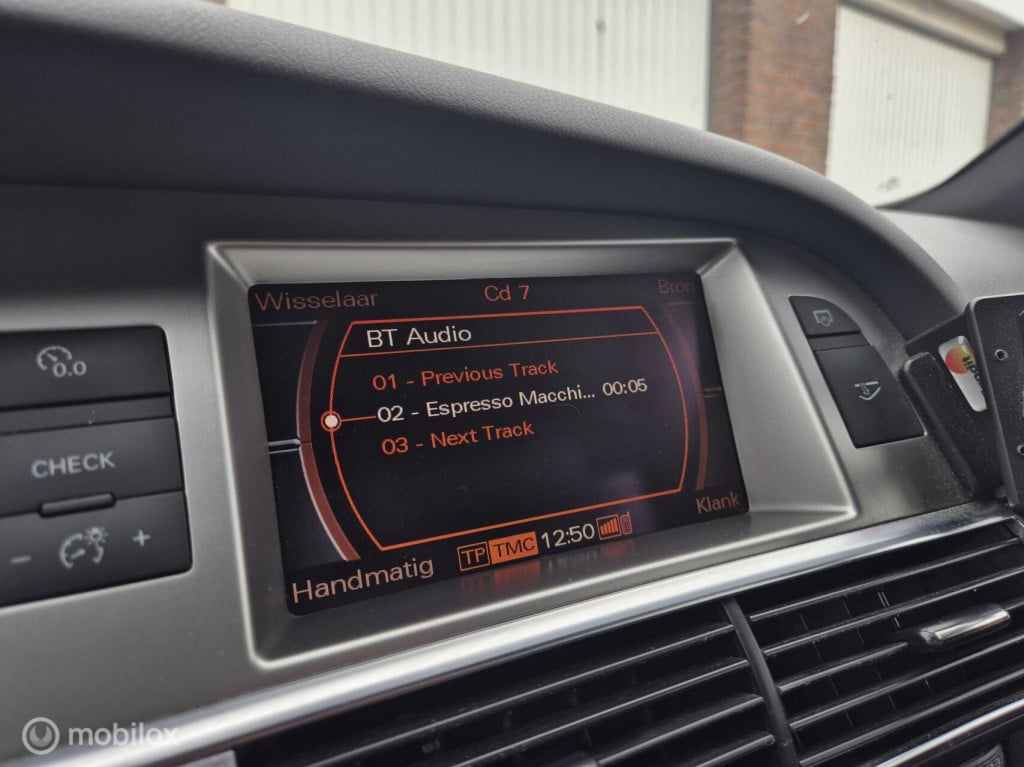 Wisselaar
Cd 7
Bron
BT Audio
01 - Previous Track
02 - Espresso Macchi... 00:05
03 - Next Track
Klank
Handmatig
TP TMC 12:50
0.0
CHECK
- +
mobilox